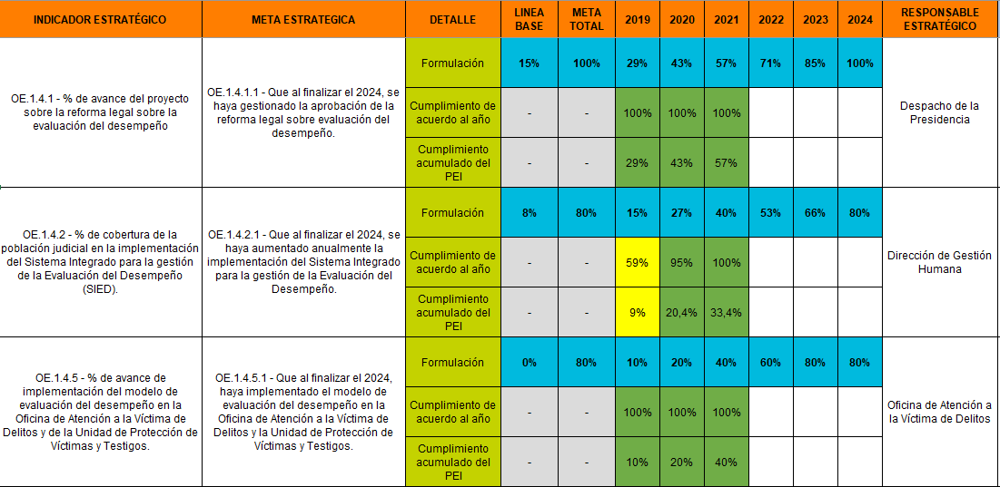 INDICADOR ESTRATÉGICO META ESTRATEGICA DETALLE LINEA BASE META TOTAL 2019 2020 2021 2022 2023 2024 RESPONSABLE ESTRATÉGICO
OE.1.4.1 - % de avance del proyecto
sobre la reforma legal sobre la
evaluación del desempeño
OE.1.4.1.1 - Que al finalizar el 2024, se
haya gestionado la aprobación de la
reforma legal sobre evaluación del
desempeño.
Formulación 15% 100% 29% 43% 57% 71% 85% 100%
Cumplimiento de
acuerdo al año - - 100% 100% 100%
Cumplimiento
acumulado del
PEI - - 29% 43% 57%
Despacho de la
Presidencia
OE.1.4.2 - % de cobertura de la
población judicial en la implementación
del Sistema Integrado para la gestión
de la Evaluación del Desempeño
(SIED).
OE.1.4.2.1 - Que al finalizar el 2024, se
haya aumentado anualmente la
implementación del Sistema Integrado
para la gestión de la Evaluación del
Desempeño.
Formulación 8% 80% 15% 27% 40% 53% 66% 80%
Cumplimiento de
acuerdo al año - - 59% 95% 100%
Cumplimiento
acumulado del
PEI - - 9% 20,4% 33,4%
Dirección de Gestión
Humana
OE.1.4.5 - % de avance de
implementación del modelo de
evaluación del desempeño en la
Oficina de Atención a la Víctima de
Delitos y de la Unidad de Protección de
Víctimas y Testigos.
OE.1.4.5.1 - Que al finalizar el 2024,
haya implementado el modelo de
evaluación del desempeño en la
Oficina de Atención a la Víctima de
Delitos y la Unidad de Protección de
Víctimas y Testigos.
Formulación 0% 80% 10% 20% 40% 60% 80% 80%
Cumplimiento de
acuerdo al año - - 100% 100% 100%
Cumplimiento
acumulado del
PEI - - 10% 20% 40%
Oficina de Atención a
la Víctima de Delitos